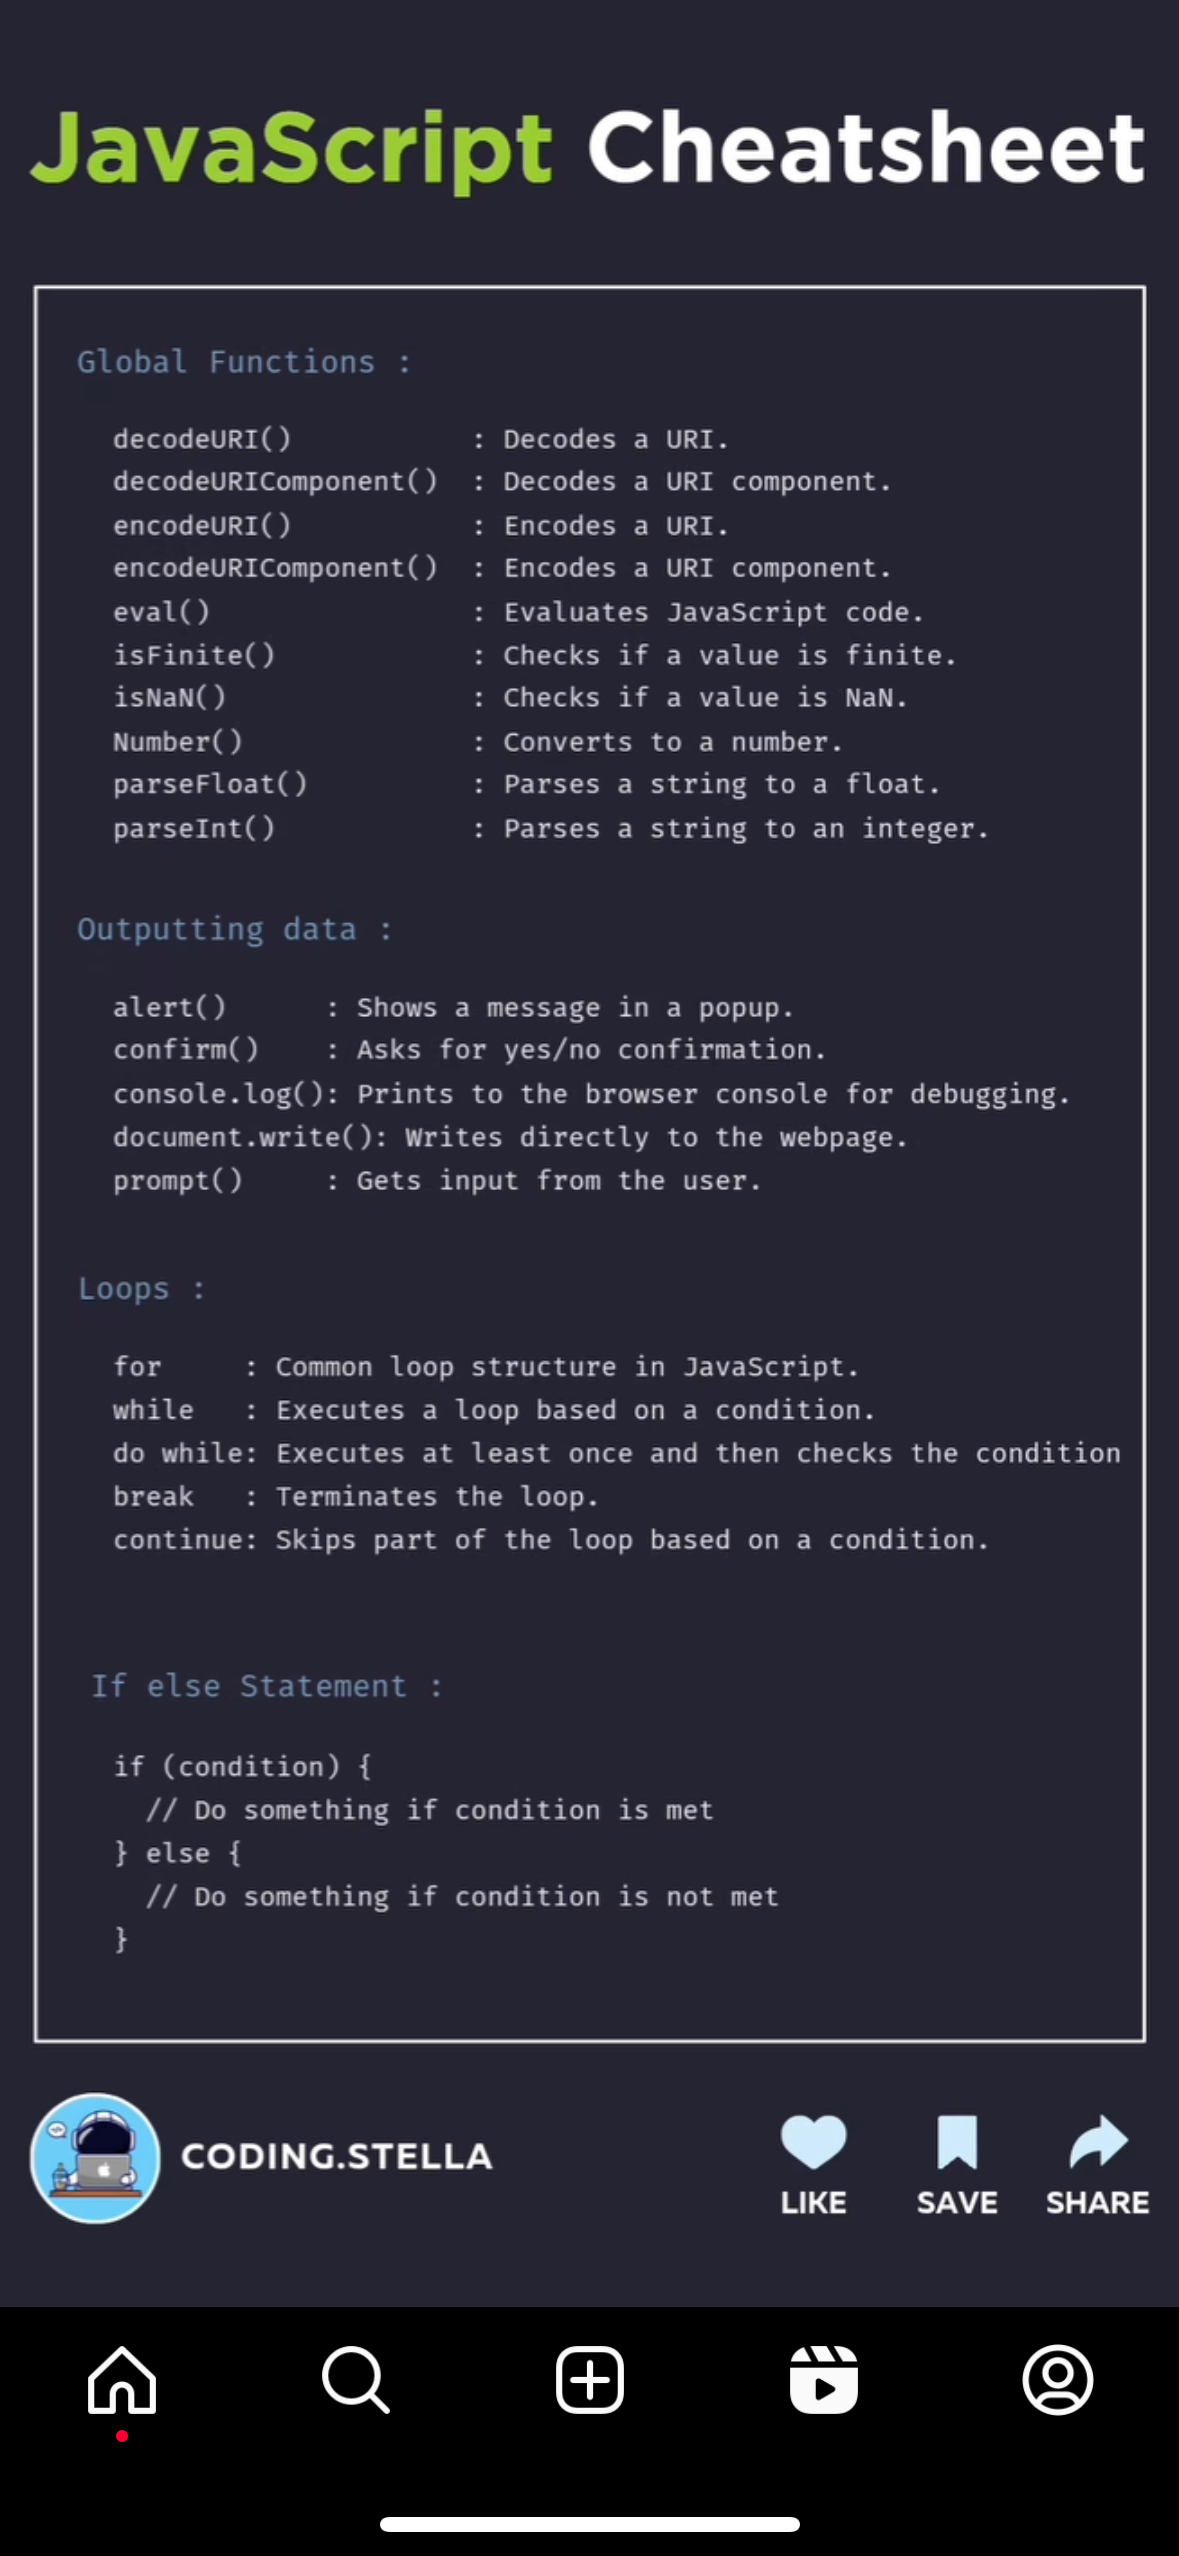 JavaScript Cheatsheet
Global Functions :
decodeURI() : Decodes a URI.
decodeURIComponent() : Decodes a URI component.
encodeURI() : Encodes a URI.
encodeURIComponent() : Encodes a URI component.
eval() : Evaluates JavaScript code.
isFinite() : Checks if a value is finite.
isNaN() : Checks if a value is NaN.
Number() : Converts to a number.
parseFloat() : Parses a string to a float.
parseInt() : Parses a string to an integer.
Outputting data :
alert() : Shows a message in a popup.
confirm() : Asks for yes/no confirmation.
console.log(): Prints to the browser console for debugging.
document.write(): Writes directly to the webpage.
prompt() : Gets input from the user.
Loops :
for : Common loop structure in JavaScript.
while : Executes a loop based on a condition.
do while: Executes at least once and then checks the condition
break : Terminates the loop.
continue: Skips part of the loop based on a condition.
If else Statement :
if (condition) {
// Do something if condition is met
} else {
// Do something if condition is not met
}
CODING.STELLA
LIKE SAVE SHARE